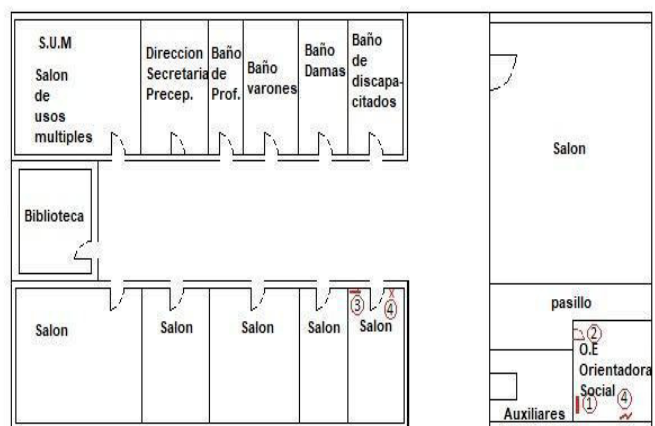 S.U.M
Salon
de
usos
multiples
Direccion
Secretaria
Precep.
Baño
de
Prof.
Baño
varones
Baño
Damas
Baño
de
discapa-
citados
Salon
Biblioteca
pasillo
Salon
Salon
Salon
Salon
Salon
3
4
2
O.E
Orientadora
Social
1
4
Auxiliares